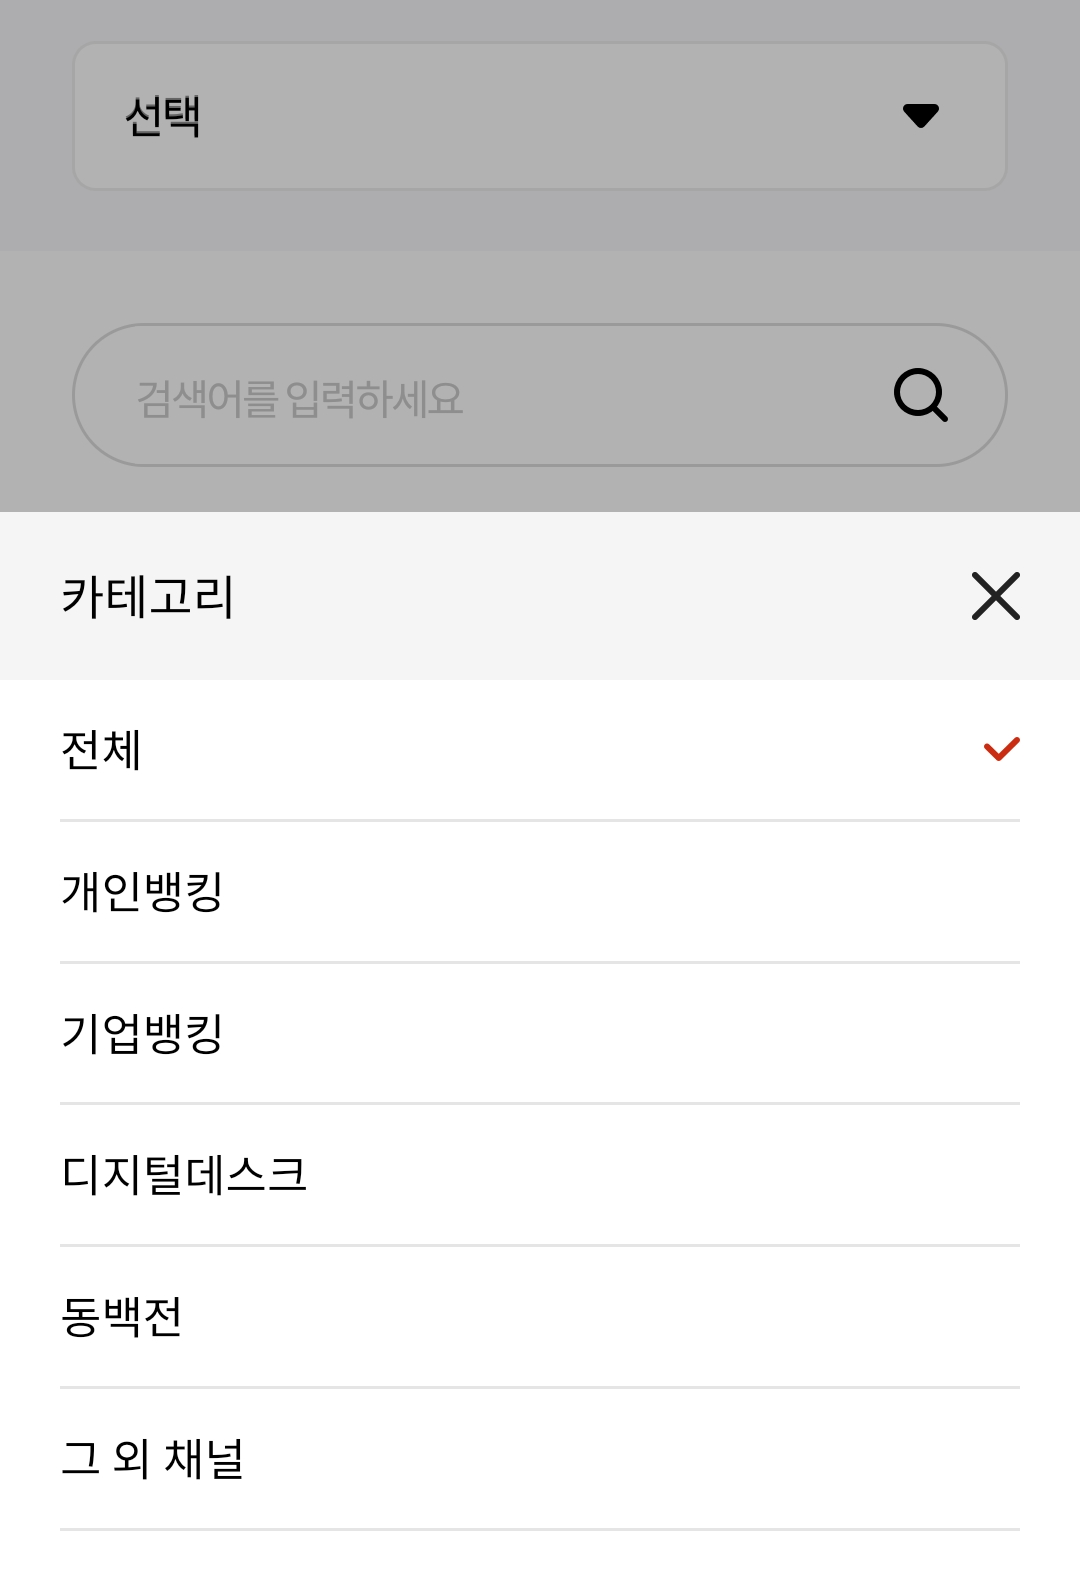 선택
검색어를 입력하세요
카테고리
전체
개인뱅킹
기업뱅킹
디지털데스크
동백전
그 외 채널